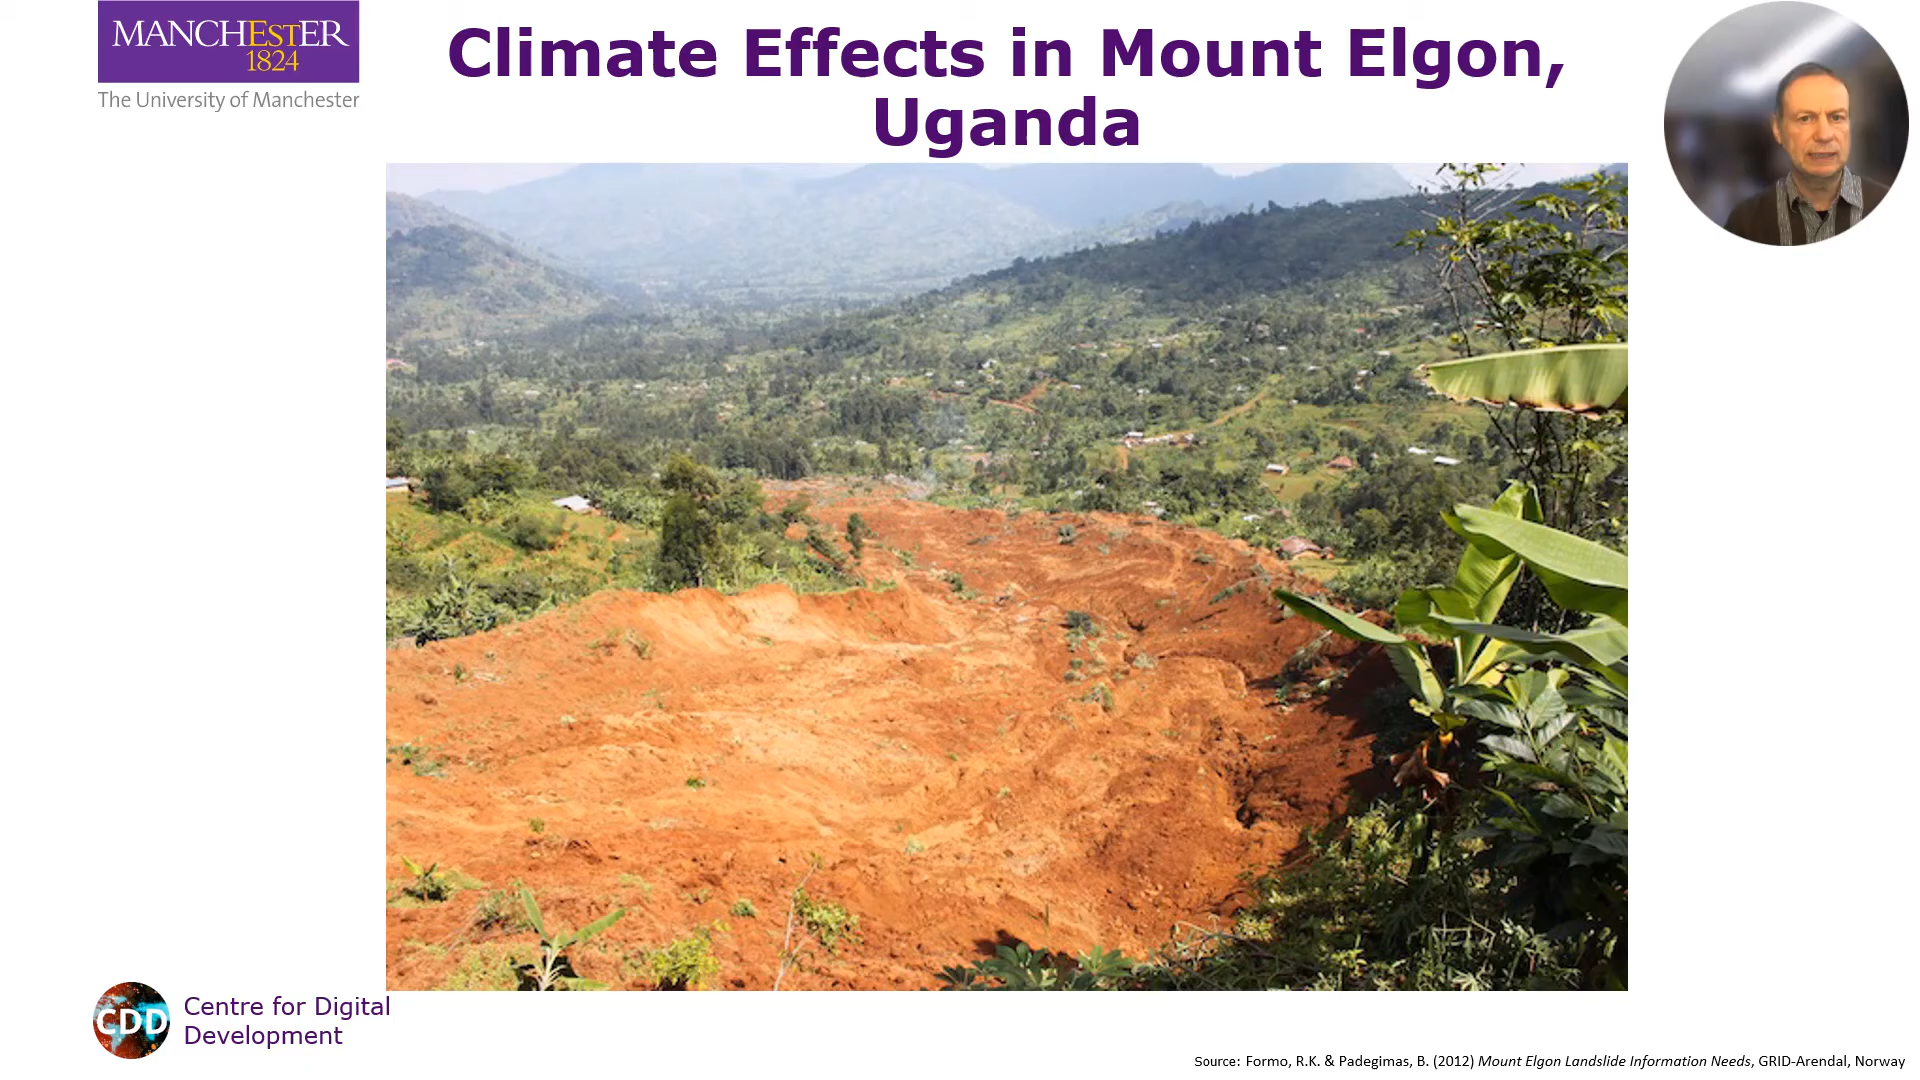 MANCHESTER
1824
The University of Manchester
Climate Effects in Mount Elgon,
Uganda
CDD
Centre for Digital
Development
Source: Formo, R.K. & Padegimas, B. (2012) Mount Elgon Landslide Information Needs, GRID-Arendal, Norway